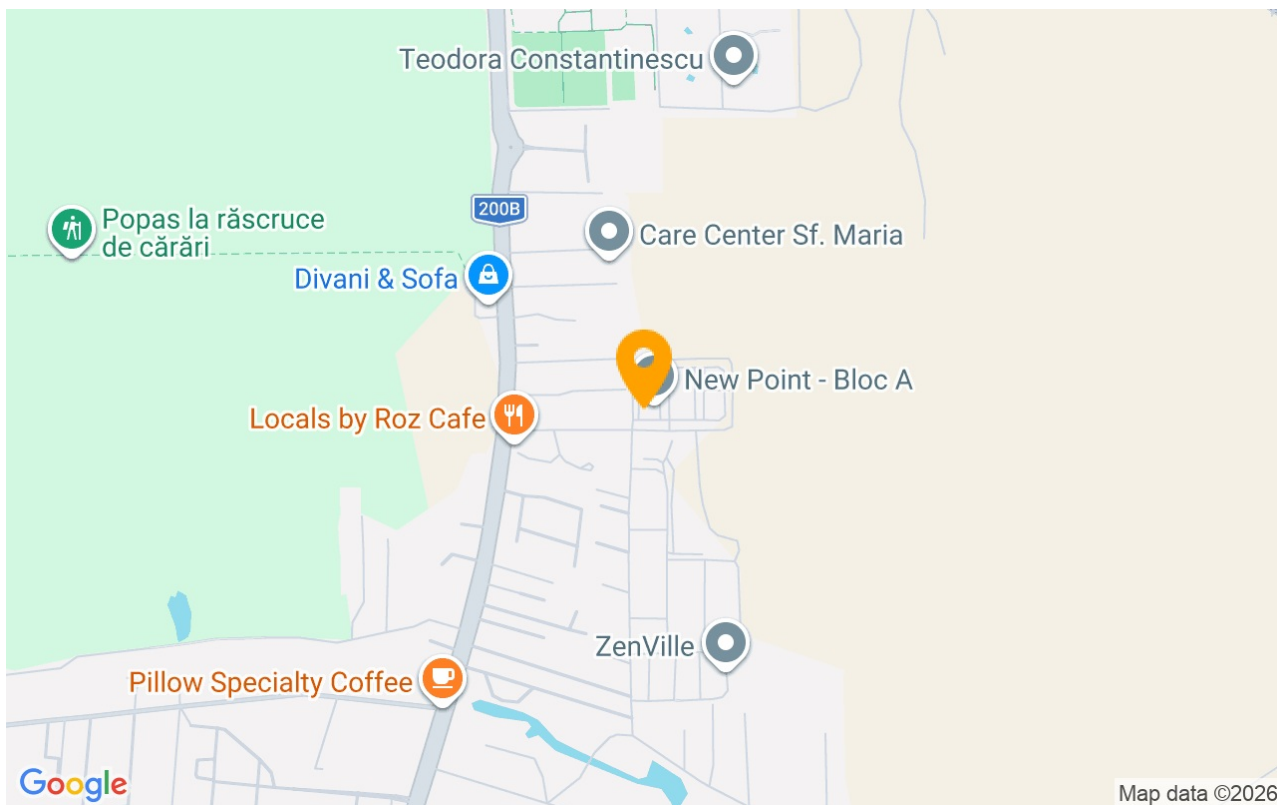 Teodora Constantinescu
200B
Popas la răscruce
de cărări
Care Center Sf. Maria
Divani & Sofa
New Point - Bloc A
Locals by Roz Cafe
ZenVille
Pillow Specialty Coffee
Google
Map data ©2026